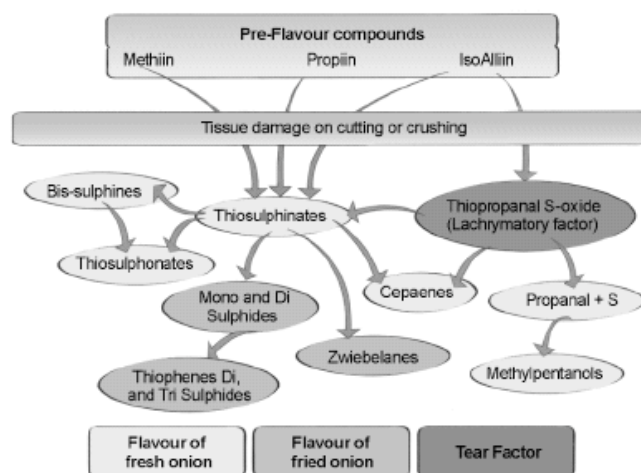 Pre-Flavour compounds
Methiin Propiin IsoAlliin
Tissue damage on cutting or crushing
Bis-sulphines
Thiosulphinates
Thiopropanal S-oxide
(Lachrymatory factor)
Thiosulphonates
Mono and Di
Sulphides
Cepaenes
Propanal + S
Zwiebelanes
Thiophenes Di,
and Tri Sulphides
Methylpentanols
Flavour of
fresh onion
Flavour of
fried onion
Tear Factor